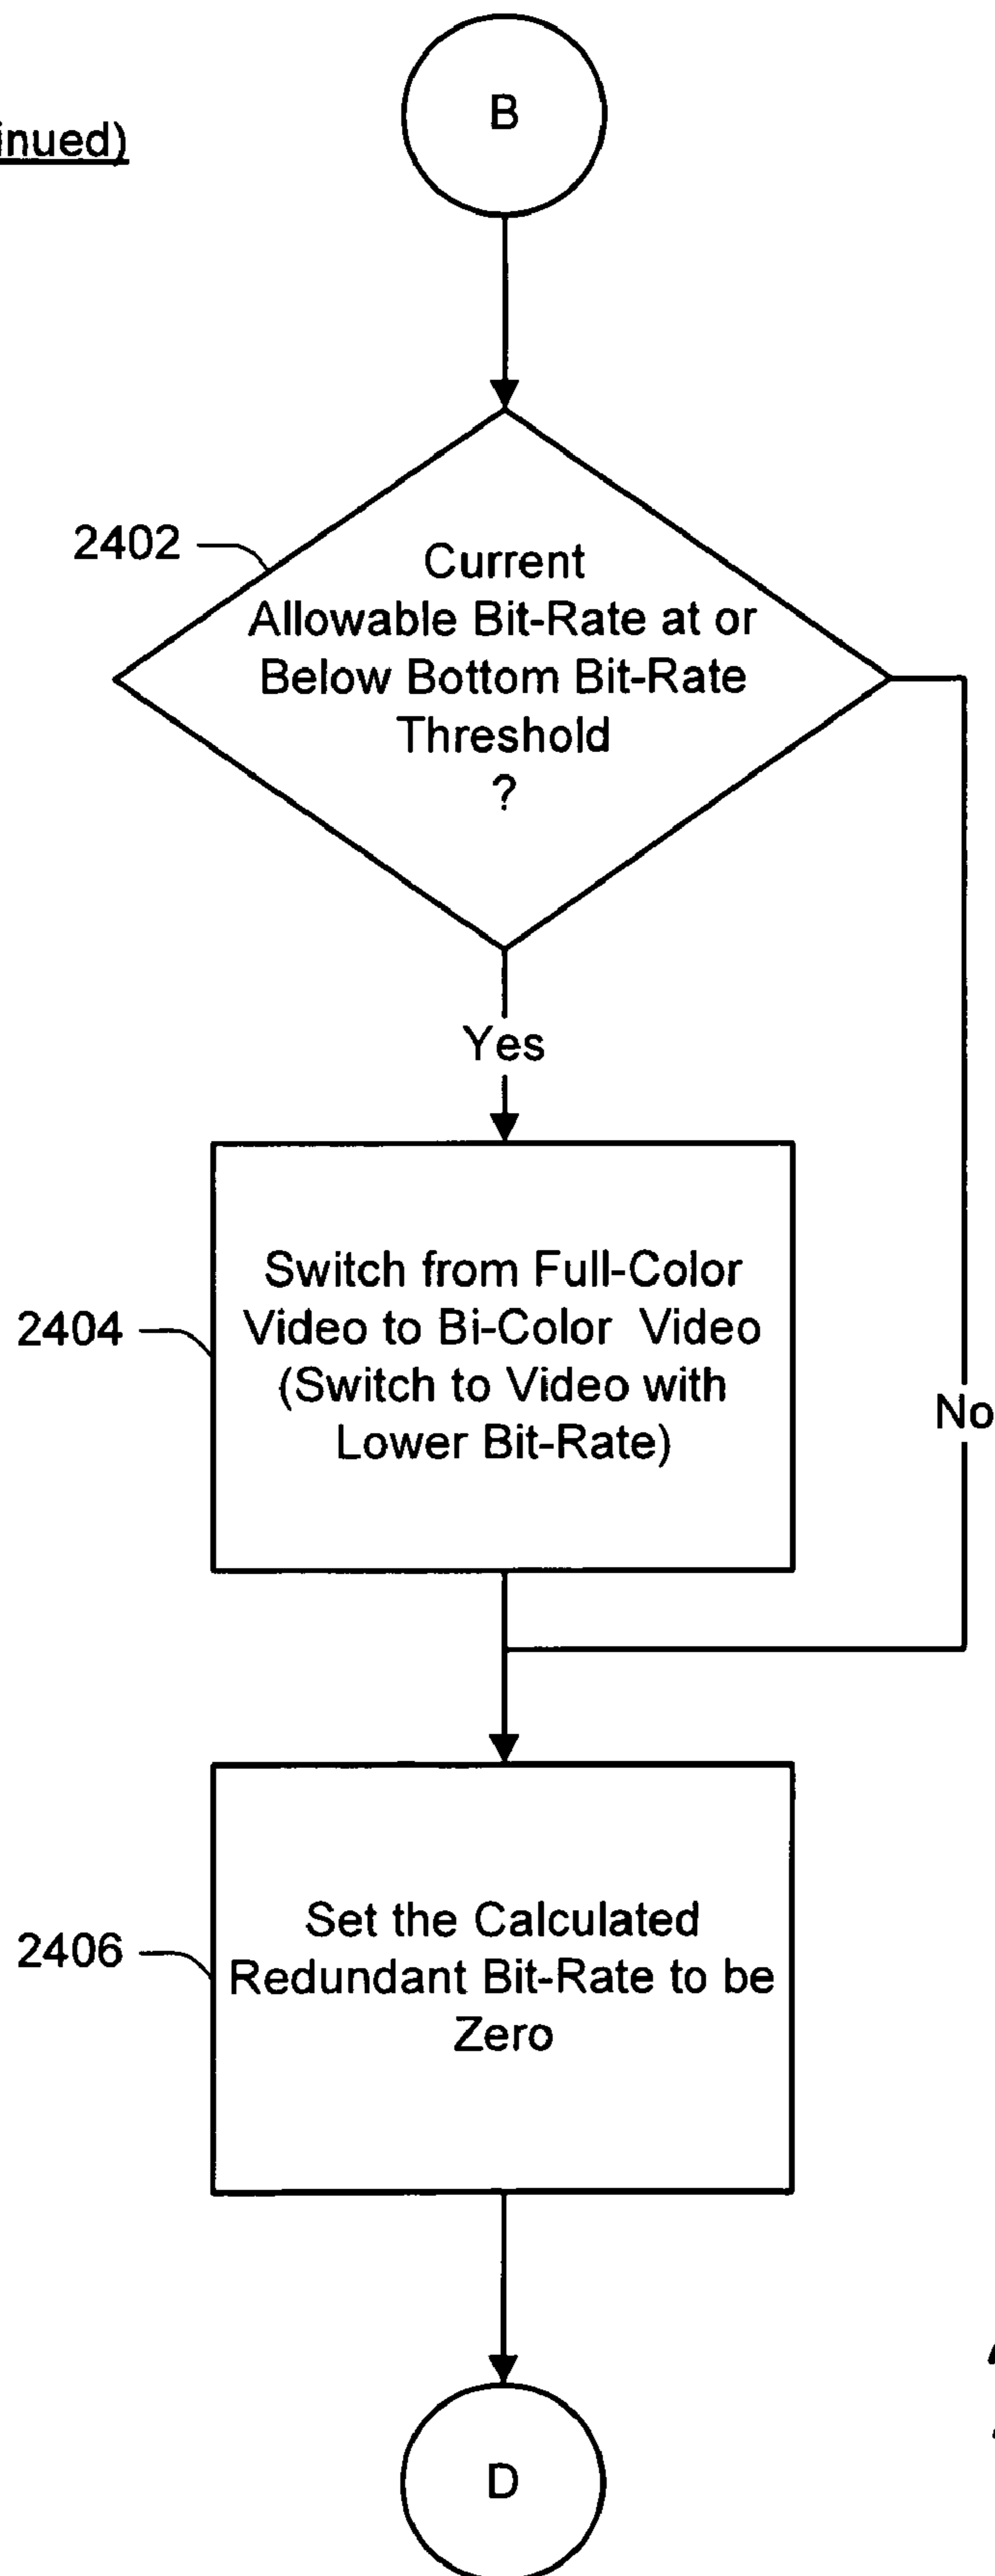 B
inued)
2402
Current
Allowable Bit-Rate at or
Below Bottom Bit-Rate
Threshold
?
Yes
Switch from Full-Color
Video to Bi-Color Video
(Switch to Video with
Lower Bit-Rate)
2404
No
Set the Calculated
Redundant Bit-Rate to be
Zero
2406
D